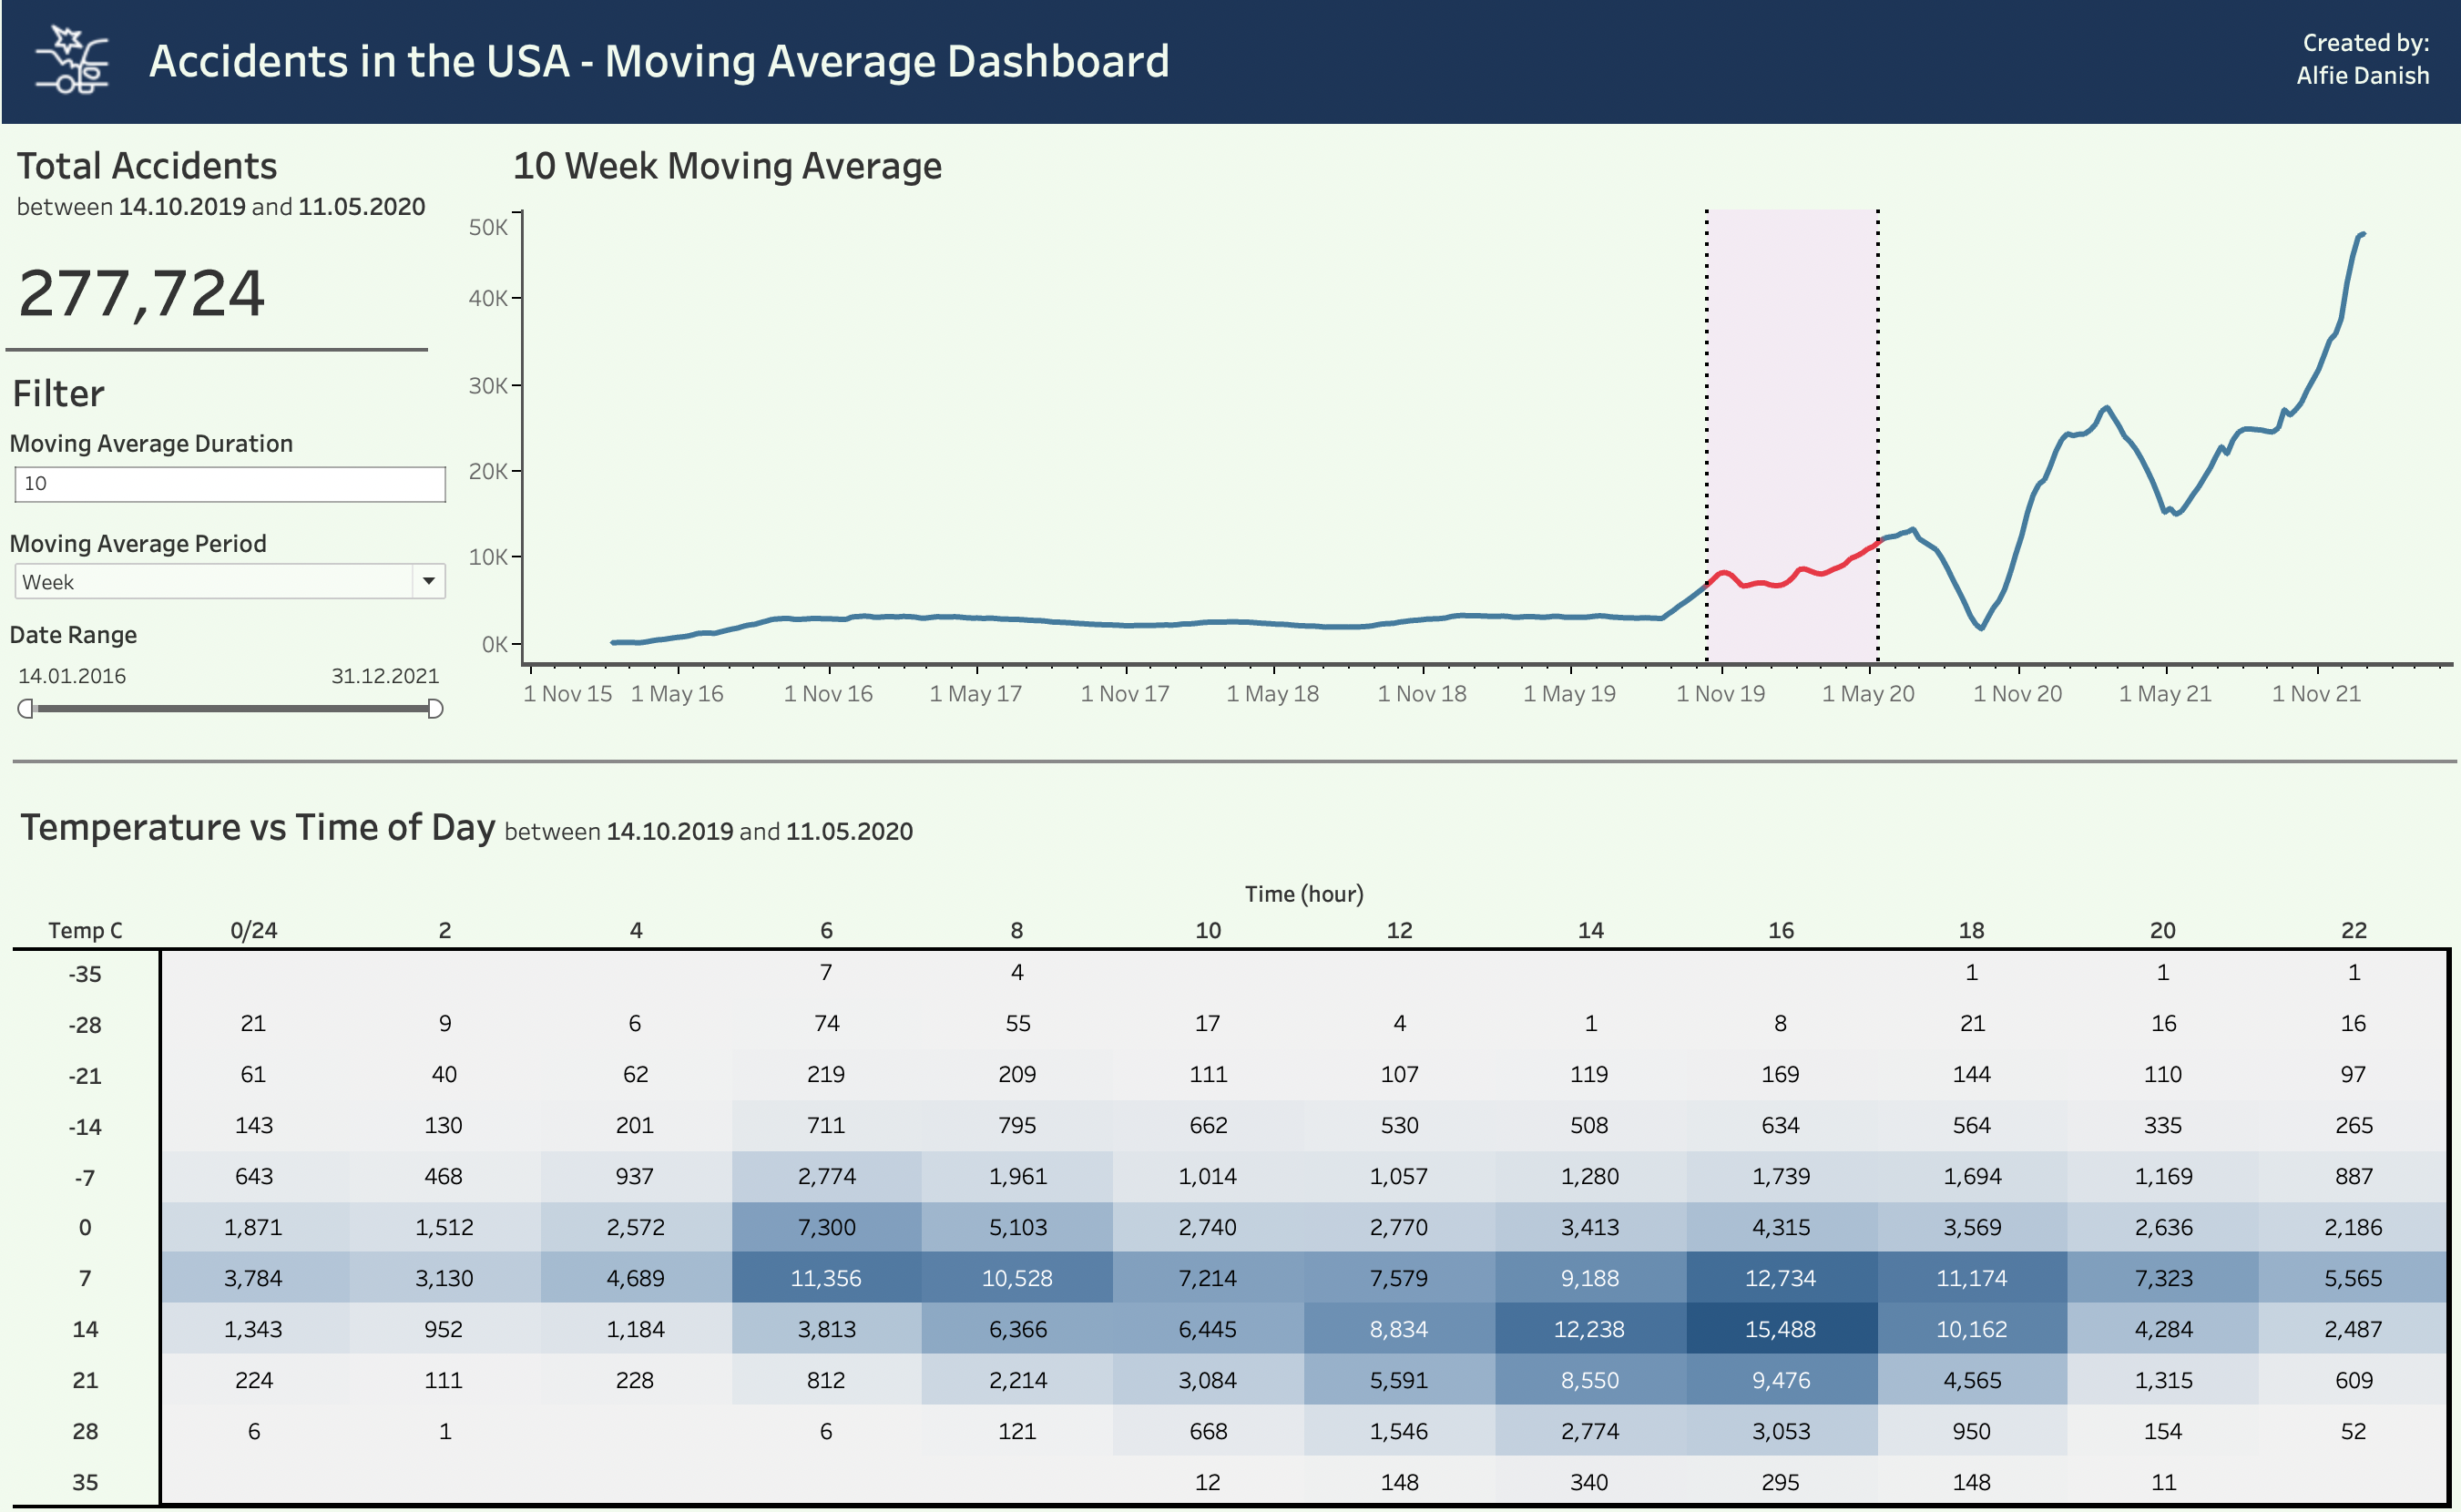 Accidents in the USA - Moving Average Dashboard
Created by:
Alfie Danish
Total Accidents
between 14.10.2019 and 11.05.2020
277,724
Filter
Moving Average Duration
10
Moving Average Period
Week
Date Range
14.01.2016 31.12.2021
10 Week Moving Average
50K
40K
30K
20K
10K
0K
1 Nov 15 1 May 16 1 Nov 16 1 May 17 1 Nov 17 1 May 18 1 Nov 18 1 May 19 1 Nov 19 1 May 20 1 Nov 20 1 May 21 1 Nov 21
Temperature vs Time of Day between 14.10.2019 and 11.05.2020
Time (hour)
Temp C 0/24 2 4 6 8 10 12 14 16 18 20 22
-35 7 4 1 1 1
-28 21 9 6 74 55 17 4 1 8 21 16 16
-21 61 40 62 219 209 111 107 119 169 144 110 97
-14 143 130 201 711 795 662 530 508 634 564 335 265
-7 643 468 937 2,774 1,961 1,014 1,057 1,280 1,739 1,694 1,169 887
0 1,871 1,512 2,572 7,300 5,103 2,740 2,770 3,413 4,315 3,569 2,636 2,186
7 3,784 3,130 4,689 11,356 10,528 7,214 7,579 9,188 12,734 11,174 7,323 5,565
14 1,343 952 1,184 3,813 6,366 6,445 8,834 12,238 15,488 10,162 4,284 2,487
21 224 111 228 812 2,214 3,084 5,591 8,550 9,476 4,565 1,315 609
28 6 1 6 121 668 1,546 2,774 3,053 950 154 52
35 12 148 340 295 148 11